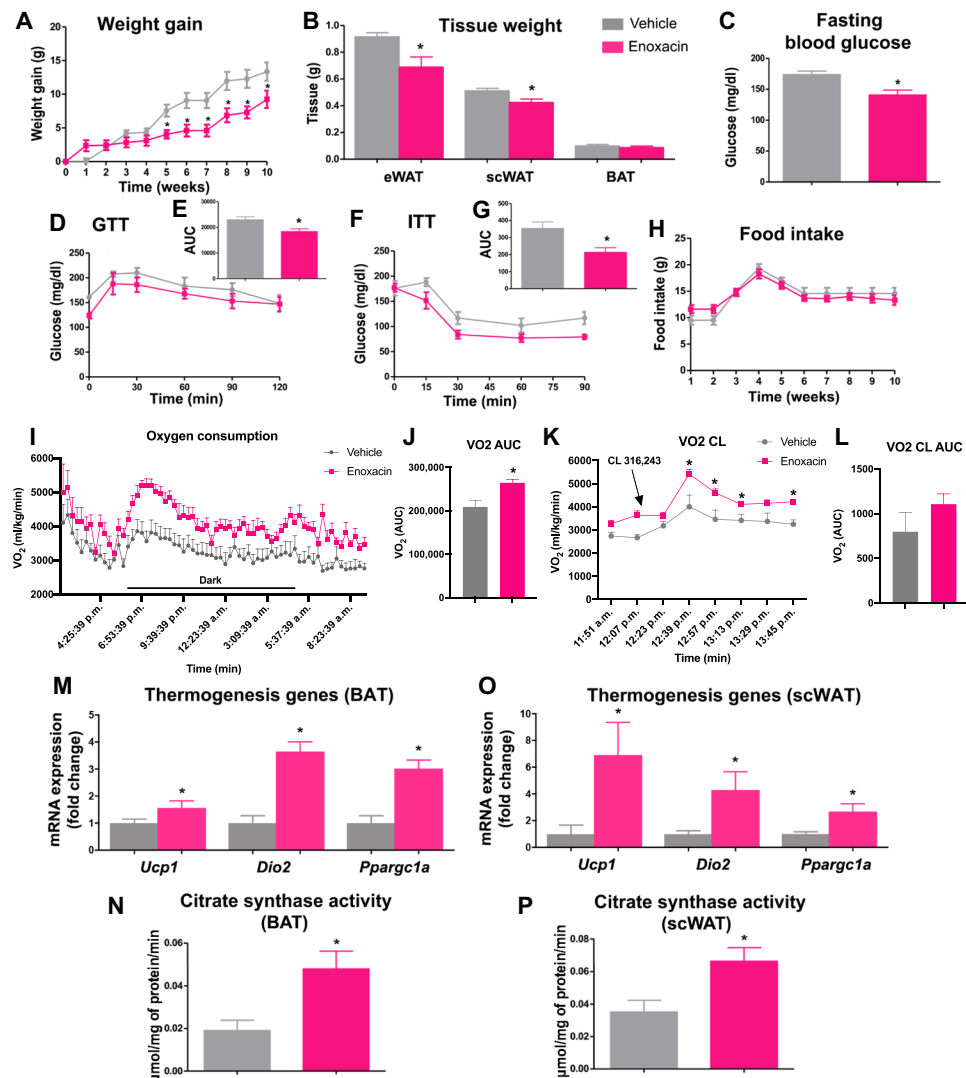 A
Weight gain
Weight gain (g)
20
15
10
5
0
* * * * * *
0 1 2 3 4 5 6 7 8 9 10
Time (weeks)
B
Tissue weight
Vehicle
Enoxacin
Tissue (g)
1.0
0.8
0.6
0.4
0.2
0.0
* *
eWAT scWAT BAT
C
Fasting
blood glucose
Glucose (mg/dl)
200
150
100
50
0
*
D
GTT
Glucose (mg/dl)
250
200
150
100
50
0
0 30 60 90 120
Time (min)
E
AUC
30000
20000
10000
0
*
F
ITT
Glucose (mg/dl)
250
200
150
100
50
0
0 15 30 45 60 75 90
Time (min)
G
AUC
500
400
300
200
100
0
*
H
Food intake
Food intake (g)
25
20
15
10
5
0
1 2 3 4 5 6 7 8 9 10
Time (weeks)
I
Oxygen consumption
Vehicle
Enoxacin
VO2 (ml/kg/min)
6000
5000
4000
3000
2000
Dark
4:25:39 p.m. 6:53:39 p.m. 9:39:39 p.m. 12:23:39 a.m. 3:09:39 a.m. 5:37:39 a.m. 8:23:39 a.m.
Time (min)
J
VO2 AUC
VO2 (AUC)
300,000
200,000
100,000
0
*
K
VO2 CL
Vehicle
Enoxacin
CL 316,243
VO2 (ml/kg/min)
6000
5000
4000
3000
2000
1000
0
* * * *
11:51 a.m. 12:07 p.m. 12:23 p.m. 12:39 p.m. 12:57 p.m. 13:13 p.m. 13:29 p.m. 13:45 p.m.
Time (min)
L
VO2 CL AUC
VO2 (AUC)
1500
1000
500
0
M
Thermogenesis genes (BAT)
mRNA expression
(fold change)
5
4
3
2
1
0
* * *
Ucp1 Dio2 Ppargc1a
O
Thermogenesis genes (scWAT)
mRNA expression
(fold change)
10
8
6
4
2
0
* * *
Ucp1 Dio2 Ppargc1a
N
Citrate synthase activity
(BAT)
µmol/mg of protein/min
0.06
0.04
0.02
0.00
*
P
Citrate synthase activity
(scWAT)
µmol/mg of protein/min
0.08
0.06
0.04
0.02
0.00
*